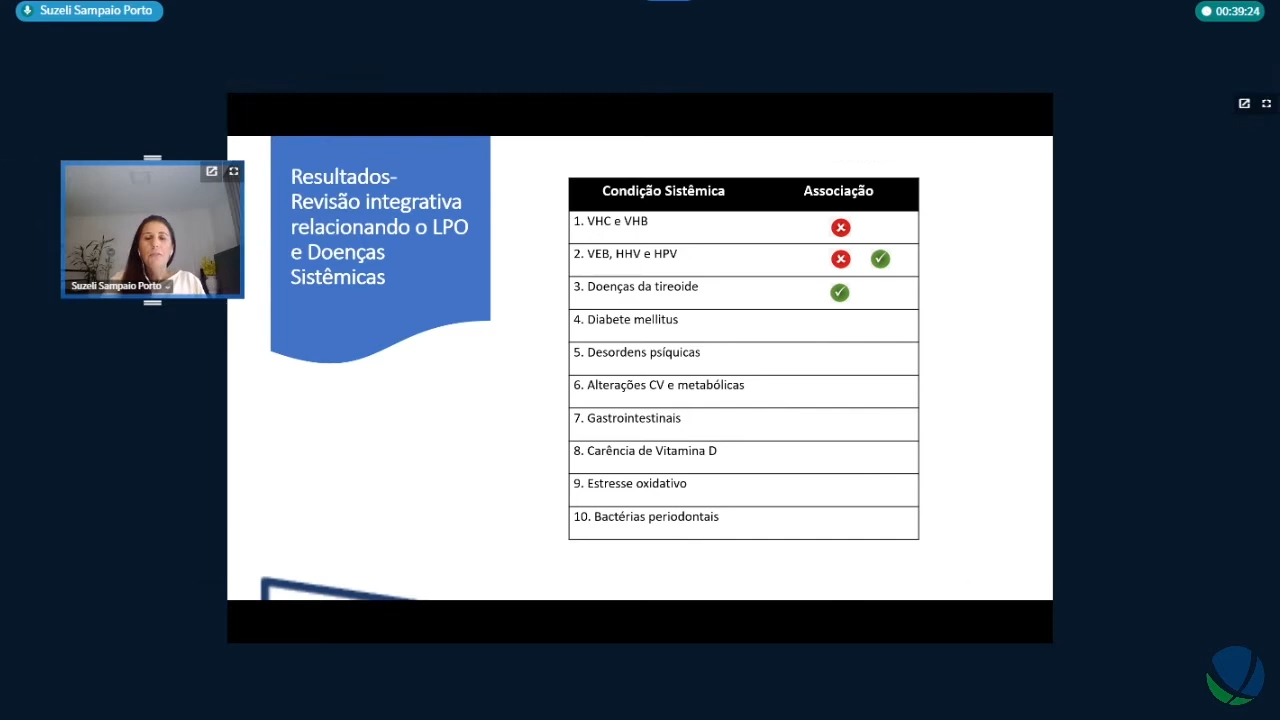 Suzeli Sampaio Porto
00:39:24
Suzeli Sampaio Porto
Resultados-
Revisão integrativa
relacionando o LPO
e Doenças
Sistêmicas
Condição Sistêmica Associação
1. VHC e VHB
2. VEB, HHV e HPV
3. Doenças da tireoide
4. Diabete mellitus
5. Desordens psíquicas
6. Alterações CV e metabólicas
7. Gastrointestinais
8. Carência de Vitamina D
9. Estresse oxidativo
10. Bactérias periodontais